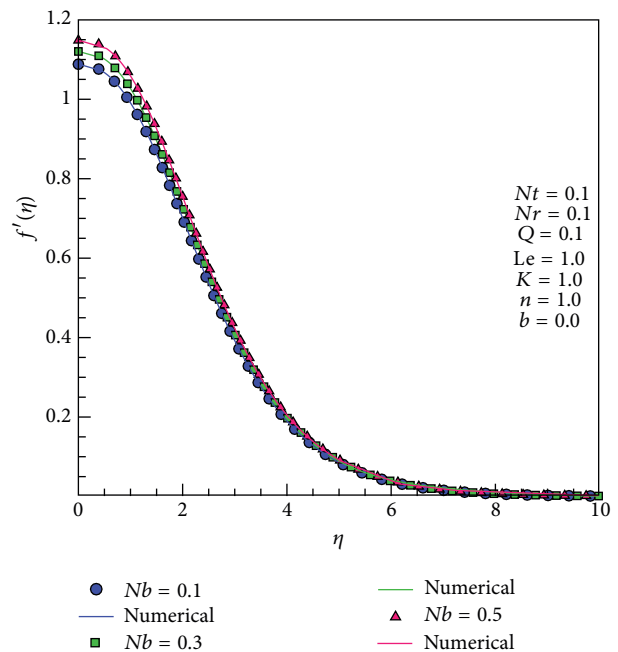 1.2
1
0.8
0.6
0.4
0.2
f′(η)
Nt = 0.1
Nr = 0.1
Q = 0.1
Le = 1.0
K = 1.0
n = 1.0
b = 0.0
0 2 4 6 8 10
η
Nb = 0.1
Numerical
Nb = 0.3
Numerical
Nb = 0.5
Numerical